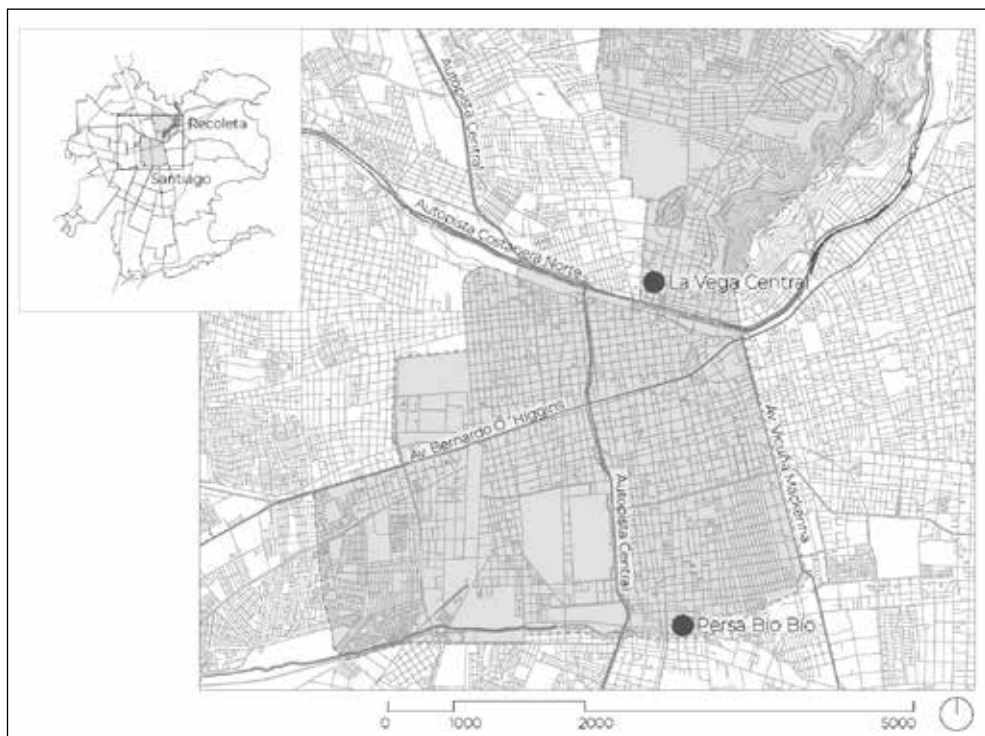 Recoleta
Santiago
Autopista Central
Autopista Costanera Norte
La Vega Central
Av. Bernardo O´Higgins
Av. Vicuña Mackenna
Autopista Central
Persa Bio Bio
0 1000 2000 5000